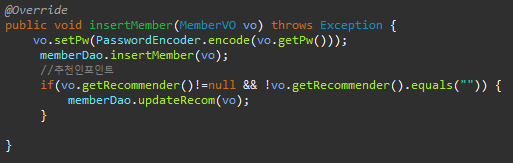 @Override
public void insertMember(MemberVO vo) throws Exception {
    vo.setPw(PasswordEncoder.encode(vo.getPw()));
     memberDao.insertMember(vo);
     //추천인포인트
     if(vo.getRecommender()!=null && !vo.getRecommender().equals("")) {
         memberDao.updateRecom(vo);
     }
}